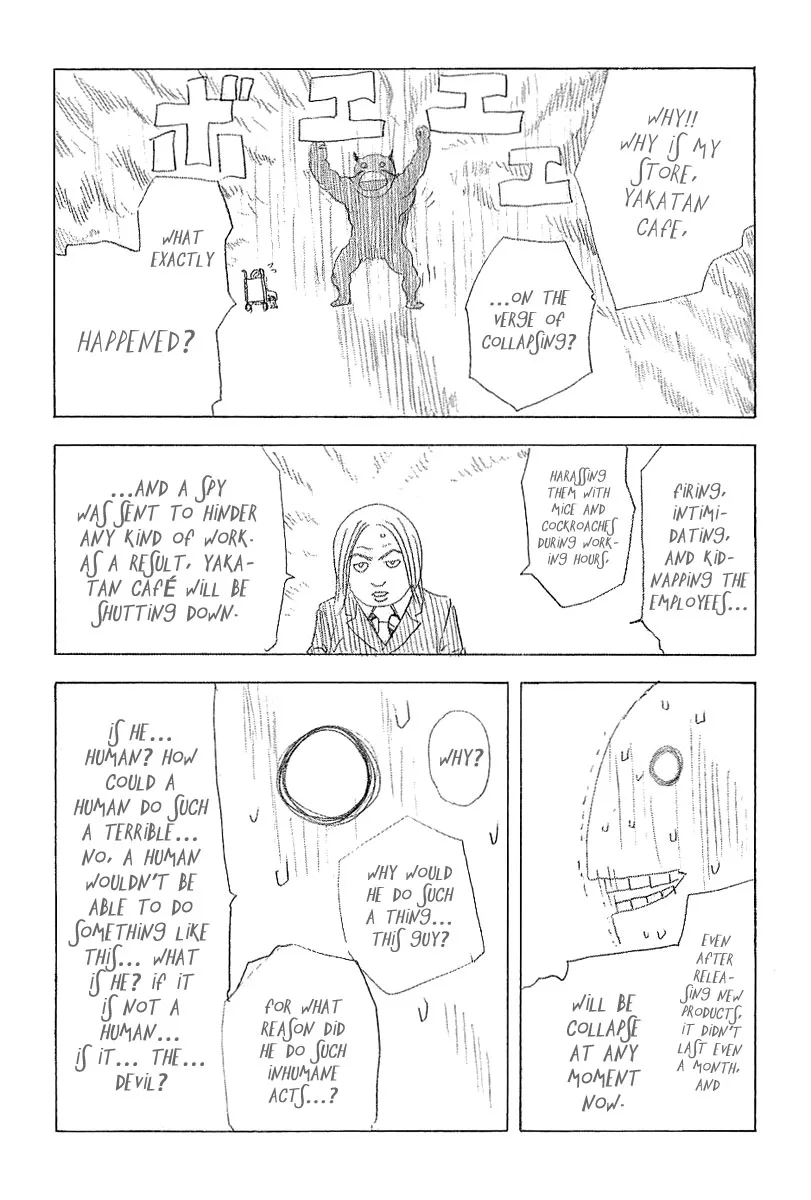 WHY!!
WHY IS MY
STORE,
YAKATAN
CAFE,
...ON THE
VERGE OF
COLLAPSING?
ボエエエ
WHAT
EXACTLY
HAPPENED?
FIRING,
INTIMI-
DATING,
AND KID-
NAPPING THE
EMPLOYEES...
HARASSING
THEM WITH
MICE AND
COCKROACHES
DURING WORK-
ING HOURS,
...AND A SPY
WAS SENT TO HINDER
ANY KIND OF WORK.
AS A RESULT, YAKA-
TAN CAFÉ WILL BE
SHUTTING DOWN.
EVEN
AFTER
RELEA-
SING NEW
PRODUCTS,
IT DIDN'T
LAST EVEN
A MONTH,
AND
WILL BE
COLLAPSE
AT ANY
MOMENT
NOW.
WHY?
WHY WOULD
HE DO SUCH
A THING...
THIS GUY?
FOR WHAT
REASON DID
HE DO SUCH
INHUMANE
ACTS...?
IS HE...
HUMAN? HOW
COULD A
HUMAN DO SUCH
A TERRIBLE...
NO, A HUMAN
WOULDN'T BE
ABLE TO DO
SOMETHING LIKE
THIS... WHAT
IS HE? IF IT
IS NOT A
HUMAN...
IS IT... THE...
DEVIL?